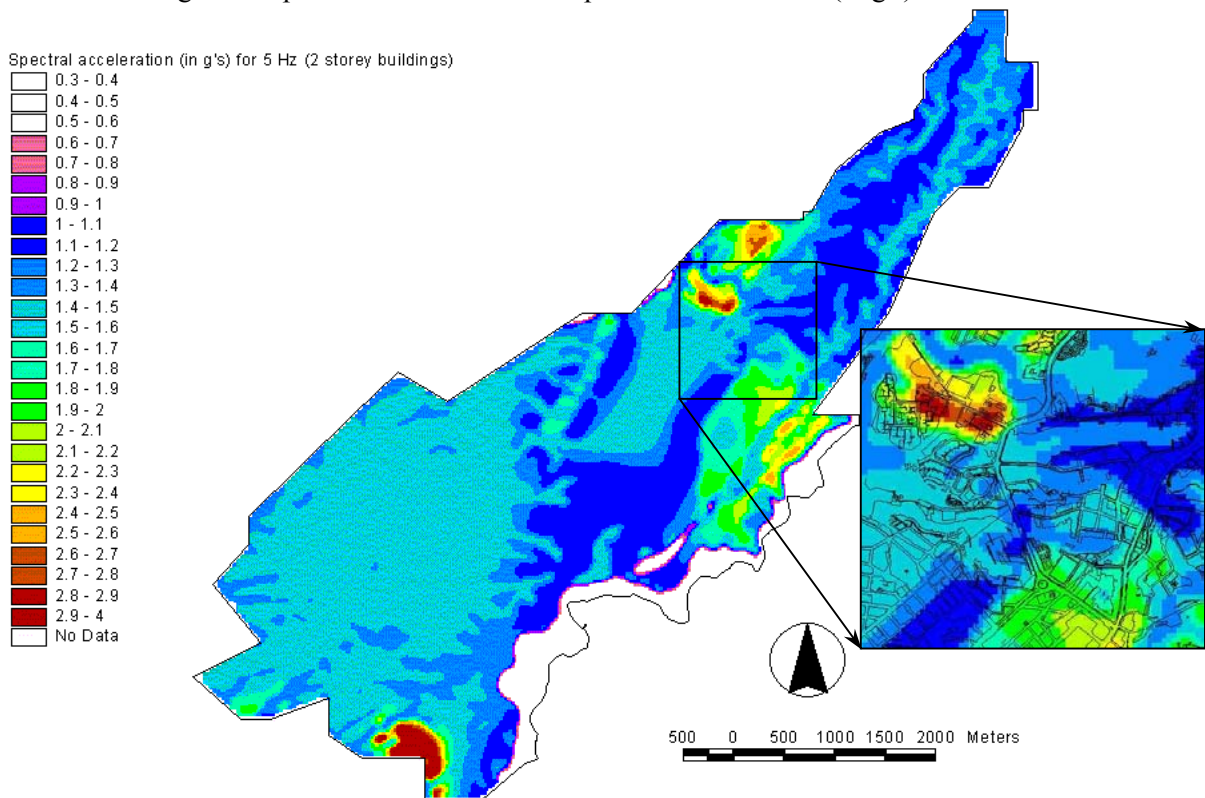 Spectral acceleration (in g's) for 5 Hz (2 storey buildings)
0.3 - 0.4
0.4 - 0.5
0.5 - 0.6
0.6 - 0.7
0.7 - 0.8
0.8 - 0.9
0.9 - 1
1 - 1.1
1.1 - 1.2
1.2 - 1.3
1.3 - 1.4
1.4 - 1.5
1.5 - 1.6
1.6 - 1.7
1.7 - 1.8
1.8 - 1.9
1.9 - 2
2 - 2.1
2.1 - 2.2
2.2 - 2.3
2.3 - 2.4
2.4 - 2.5
2.5 - 2.6
2.6 - 2.7
2.7 - 2.8
2.8 - 2.9
2.9 - 4
No Data
500 0 500 1000 1500 2000 Meters